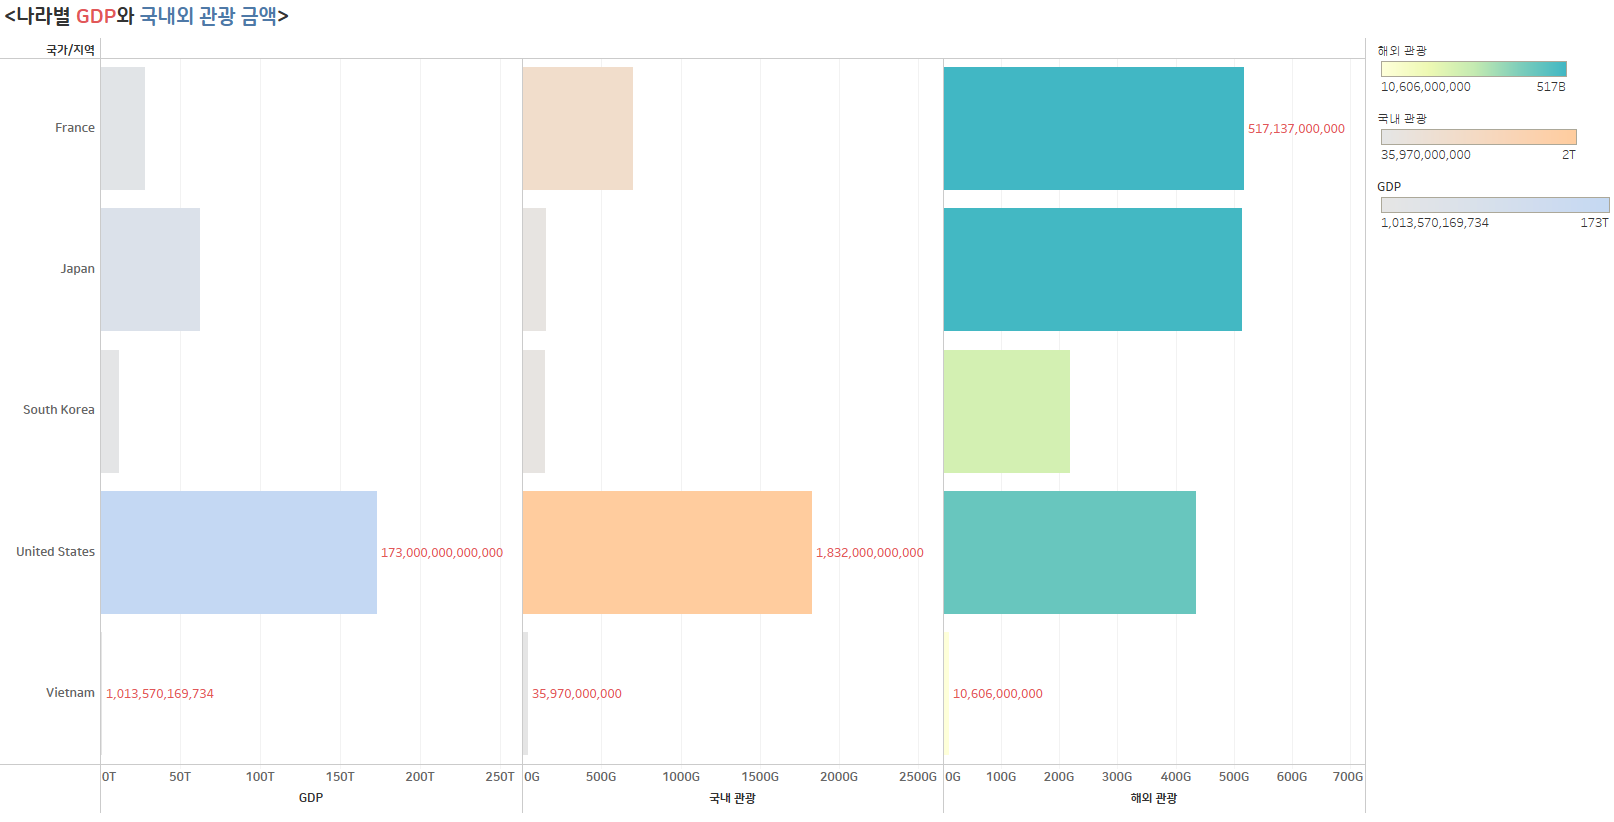 <나라별 GDP와 국내외 관광 금액>
국가/지역
France
517,137,000,000
Japan
South Korea
United States
173,000,000,000,000
1,832,000,000,000
Vietnam
1,013,570,169,734
35,970,000,000
10,606,000,000
0T 50T 100T 150T 200T 250T
GDP
0G 500G 1000G 1500G 2000G 2500G
국내 관광
0G 100G 200G 300G 400G 500G 600G 700G
해외 관광
해외 관광
10,606,000,000 517B
국내 관광
35,970,000,000 2T
GDP
1,013,570,169,734 173T